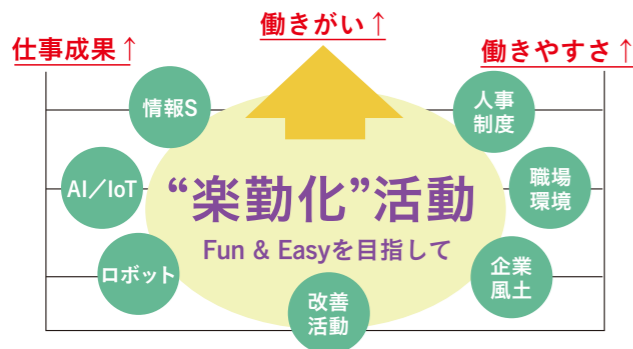 働きがい↑
仕事成果↑
働きやすさ↑
情報S
人事
制度
AI／IoT
職場
環境
“楽勤化”活動
Fun & Easyを目指して
ロボット
企業
風土
改善
活動